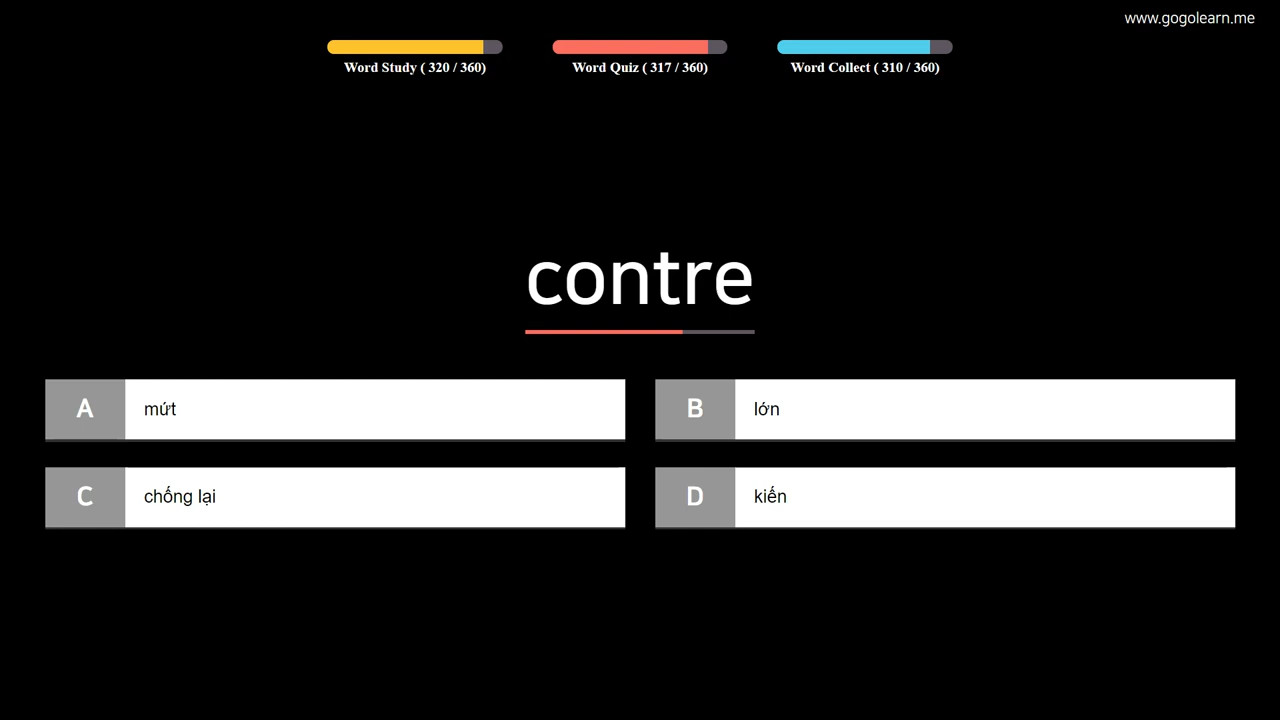 www.gogolearn.me
Word Study ( 320 / 360)
Word Quiz ( 317 / 360)
Word Collect ( 310 / 360)
contre
A mứt
B lớn
C chống lại
D kiến